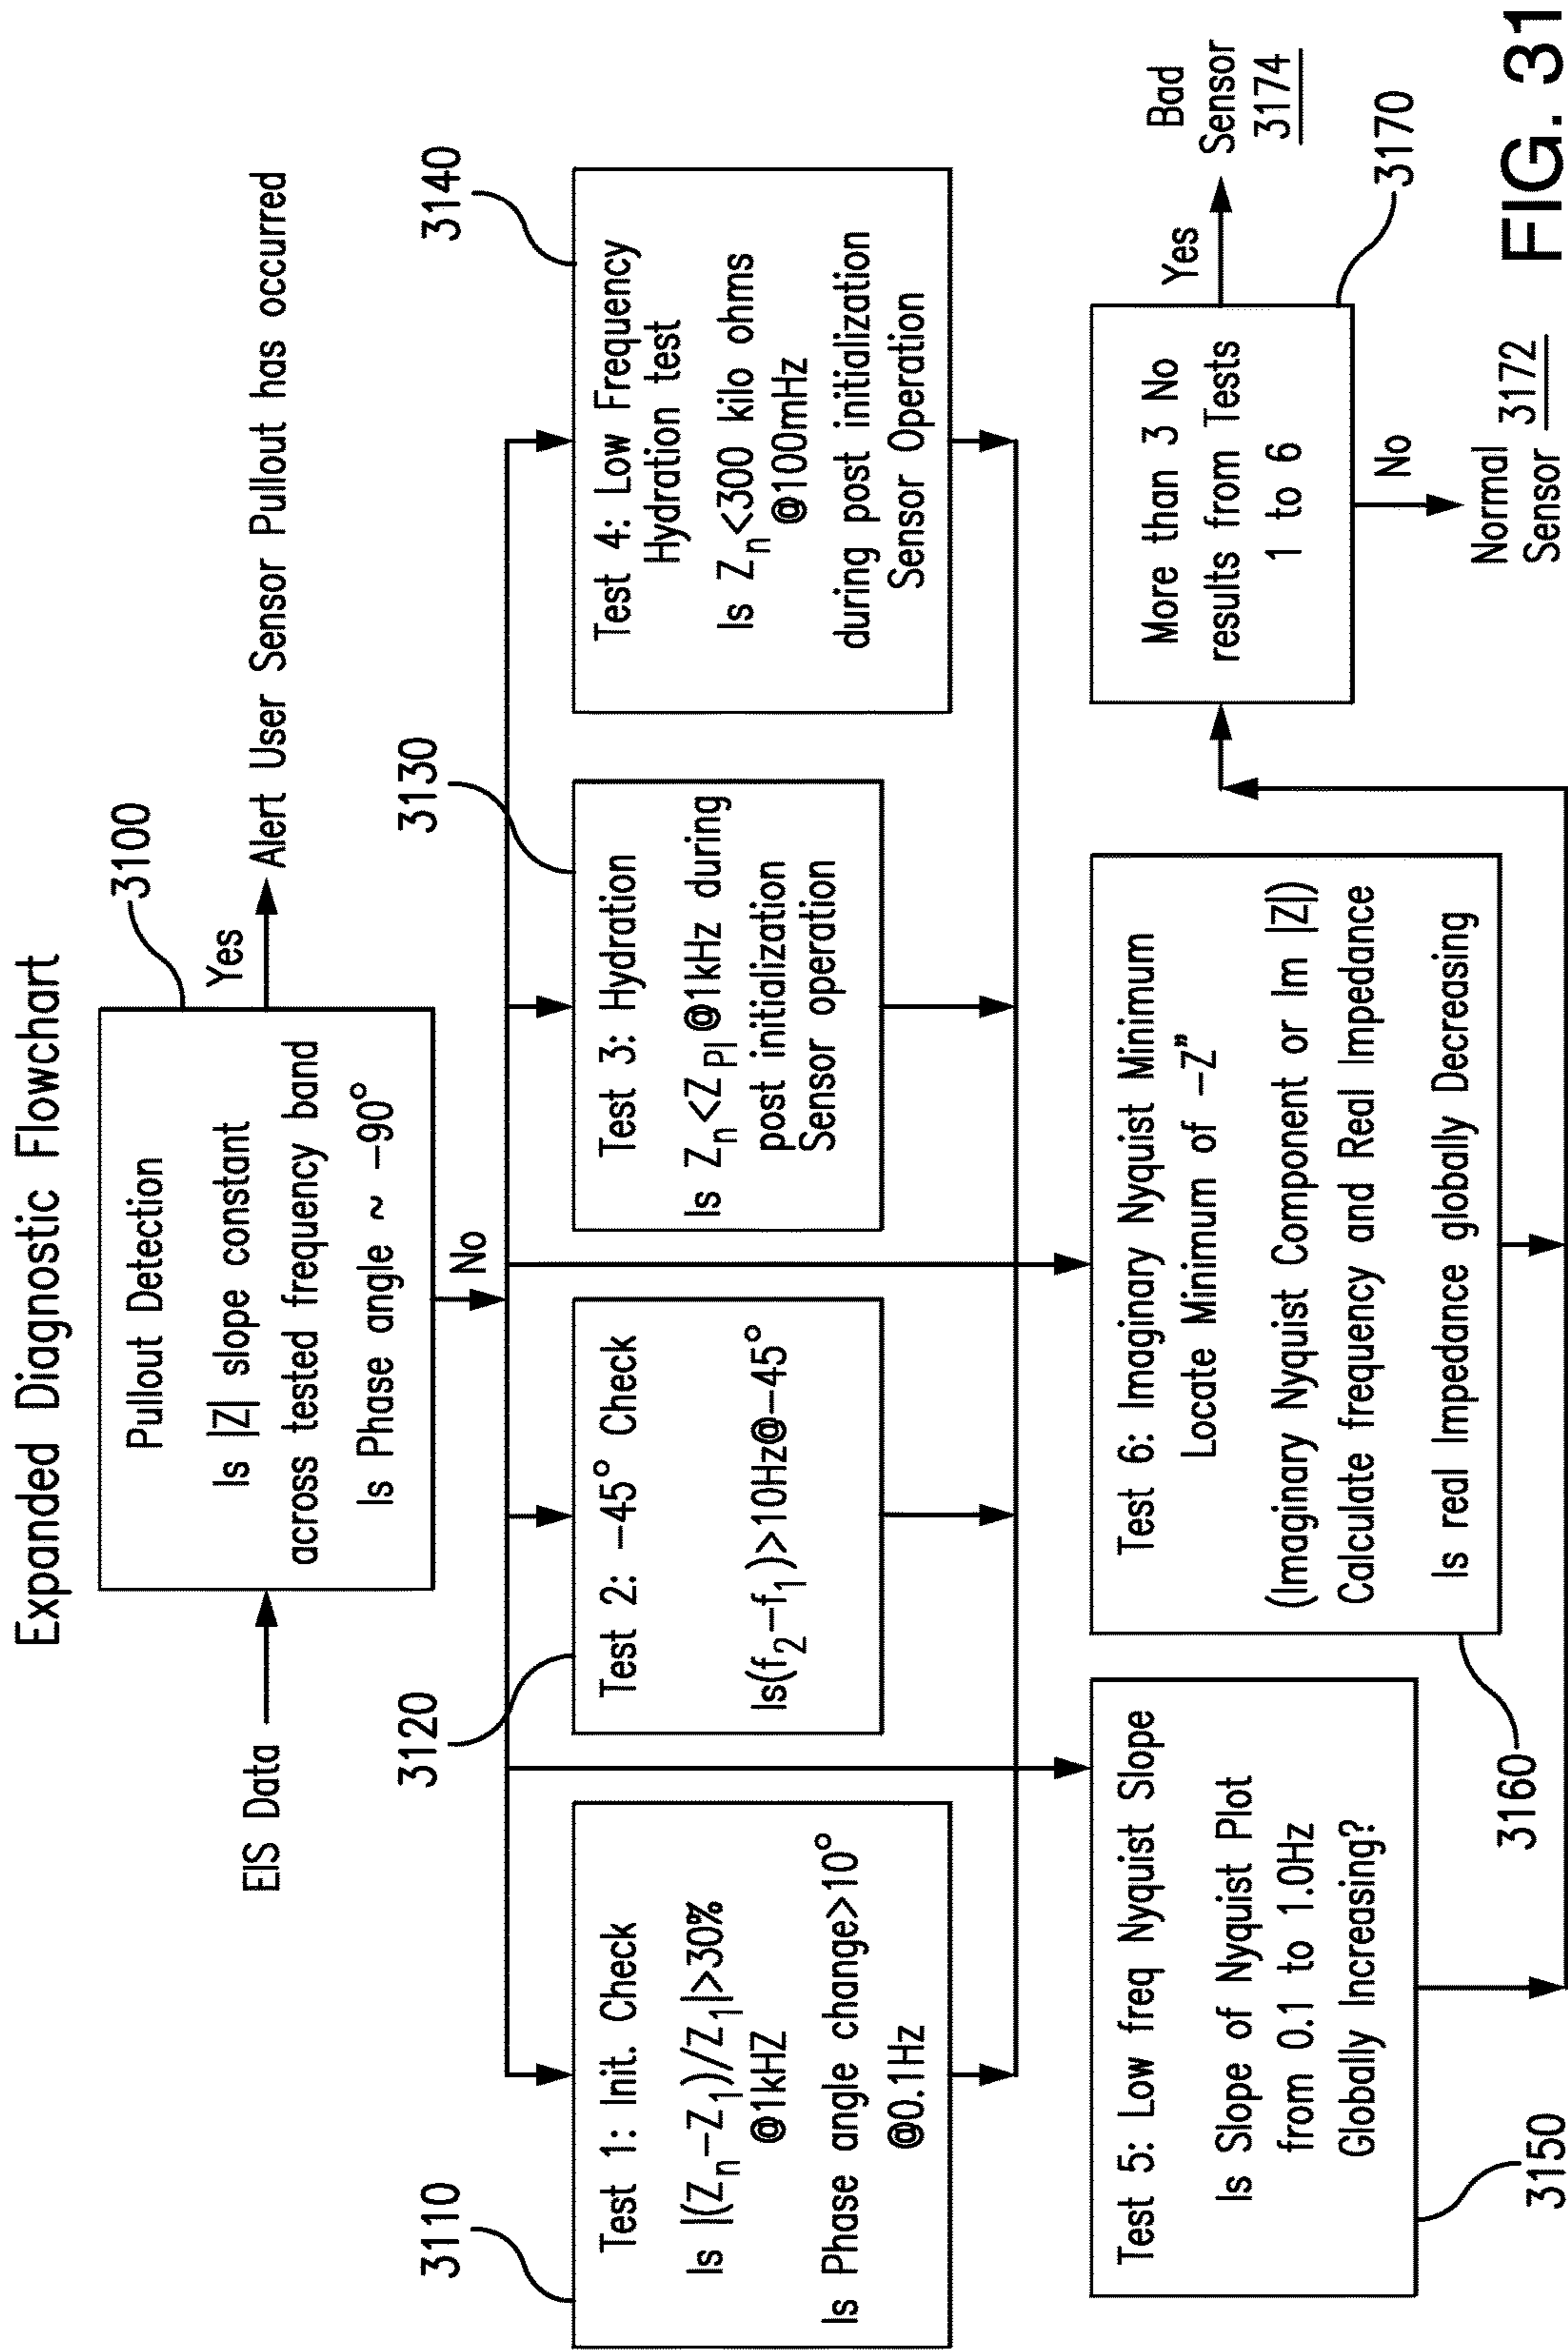 Expanded Diagnostic Flowchart
EIS Data
Pullout Detection
Is |Z| slope constant
across tested frequency band
Is Phase angle ~ -90°
3100
Yes
Alert User Sensor Pullout has occurred
No
3110
Test 1: Init. Check
Is |(Zn-Z1)/Z1|>30%
@1kHZ
Is Phase angle change>10°
@0.1Hz
3120
Test 2: -45° Check
Is(f2-f1)>10Hz@-45°
3130
Test 3: Hydration
Is Zn<ZPI@1kHz during
post initialization
Sensor operation
3140
Test 4: Low Frequency
Hydration test
Is Zn<300 kilo ohms
@100mHz
during post initialization
Sensor Operation
Test 5: Low freq Nyquist Slope
Is Slope of Nyquist Plot
from 0.1 to 1.0Hz
Globally Increasing?
3150
Test 6: Imaginary Nyquist Minimum
Locate Minimum of -Z"
(Imaginary Nyquist Component or Im |Z|)
Calculate frequency and Real Impedance
Is real Impedance globally Decreasing
3160
More than 3 No
results from Tests
1 to 6
3170
Yes
Bad
Sensor
3174
No
Normal
Sensor 3172
FIG. 31